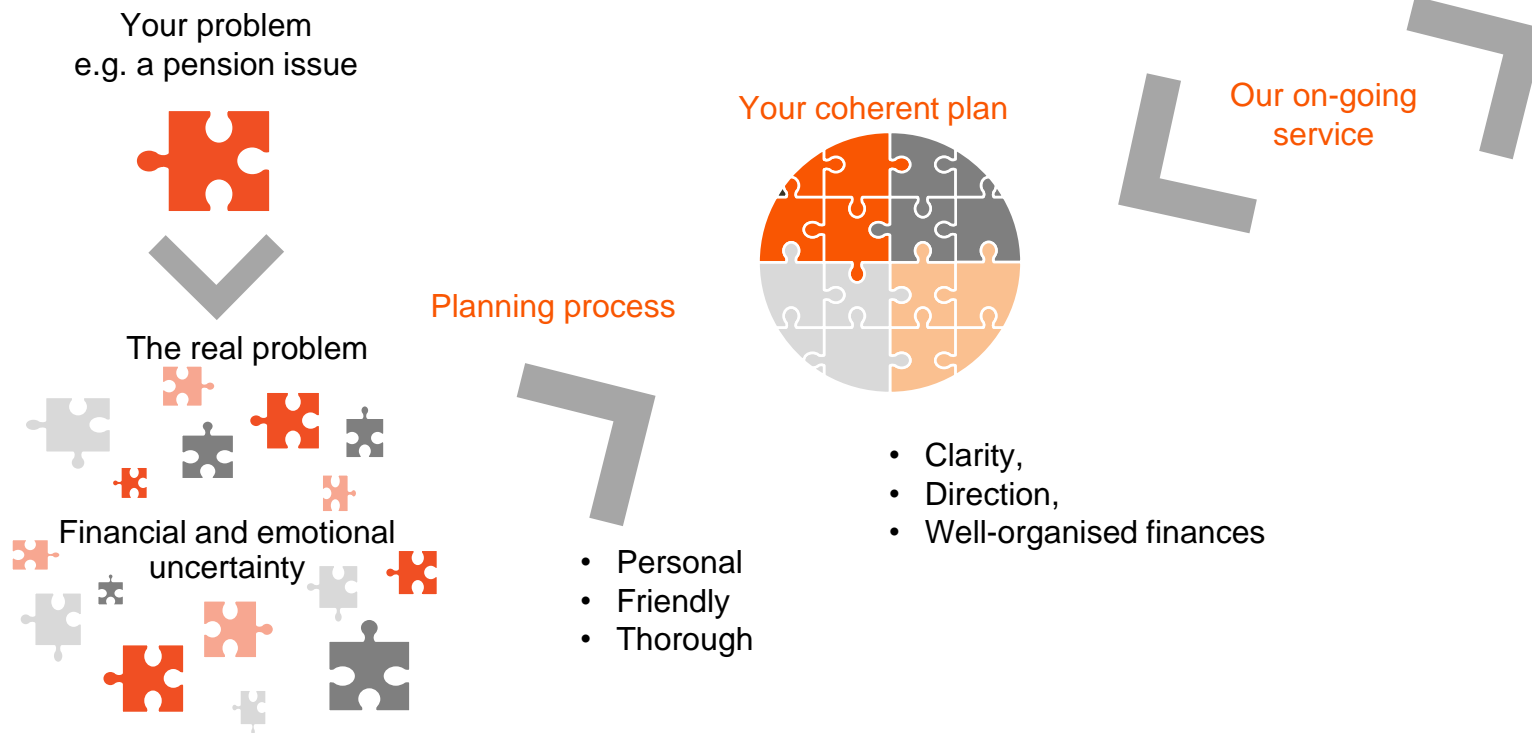 Your problem
e.g. a pension issue
The real problem
Financial and emotional
uncertainty
Planning process
• Personal
• Friendly
• Thorough
Your coherent plan
• Clarity,
• Direction,
• Well-organised finances
Our on-going
service